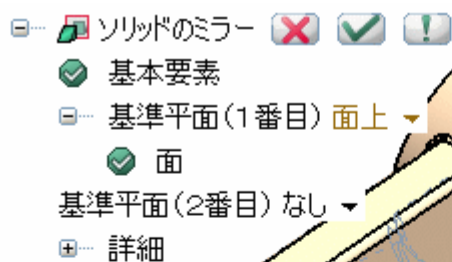 ソリッドのミラー
基本要素
基準平面(1番目) 面上
面
基準平面(2番目) なし
詳細